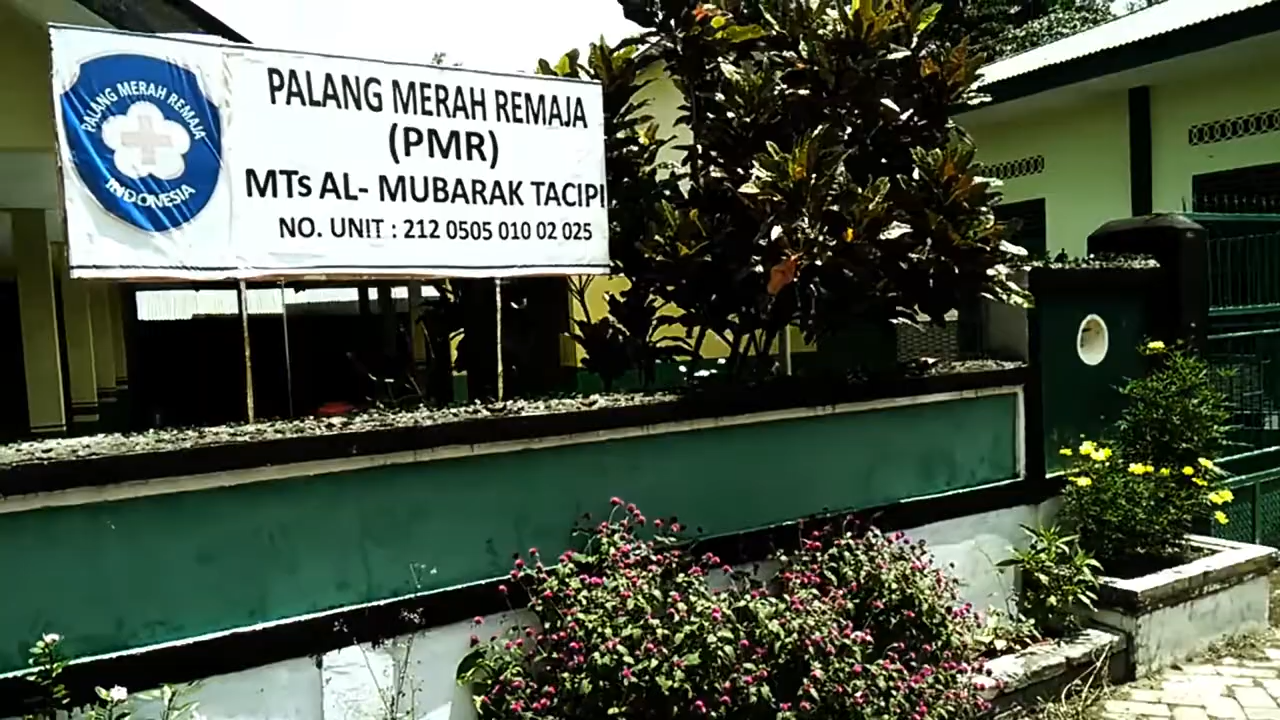 PALANG MERAH REMAJA
INDONESIA
PALANG MERAH REMAJA
(PMR)
MTs AL- MUBARAK TACIPI
NO. UNIT : 212 0505 010 02 025